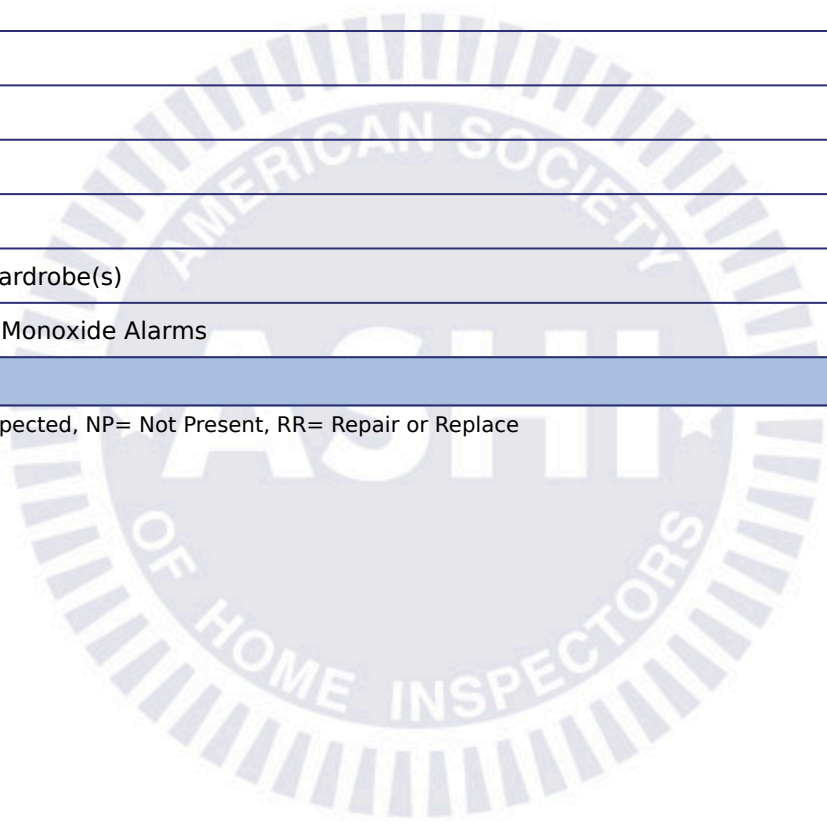 ardrobe(s)
Monoxide Alarms
pected, NP= Not Present, RR= Repair or Replace
AMERICAN SOCIETY
ASHI
OF HOME INSPECTORS